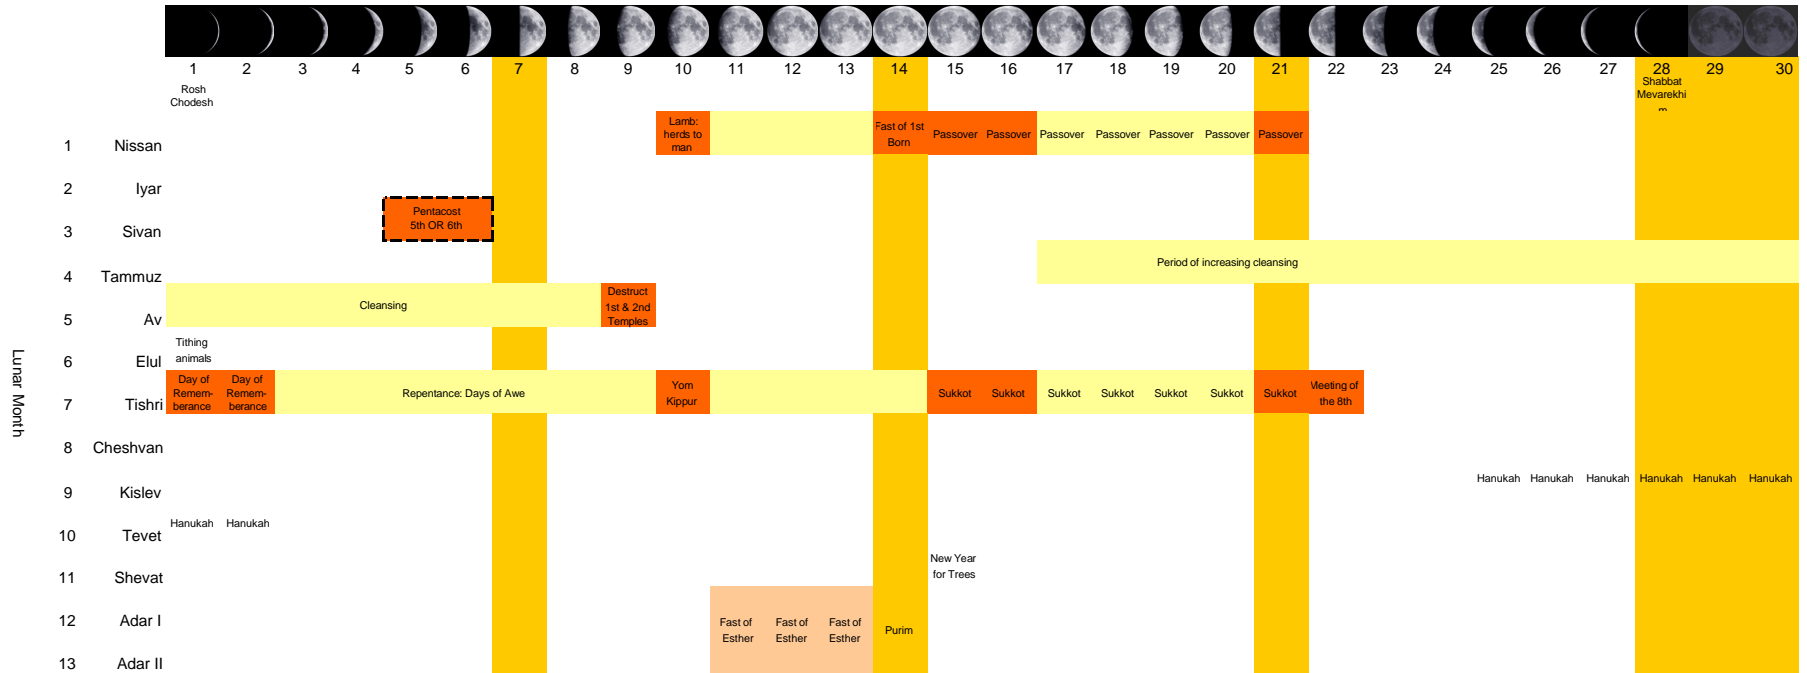 1 2 3 4 5 6 7 8 9 10 11 12 13 14 15 16 17 18 19 20 21 22 23 24 25 26 27 28 29 30
Rosh
Chodesh
Shabbat
Mevarekhi
m
Lunar Month
1 Nissan
Lamb:
herds to
man
Fast of 1st
Born
Passover Passover Passover Passover Passover Passover Passover
2 Iyar
3 Sivan
Pentacost
5th OR 6th
4 Tammuz
Period of increasing cleansing
5 Av
Cleansing
Destruct
1st & 2nd
Temples
6 Elul
Tithing
animals
7 Tishri
Day of
Remem-
berance
Day of
Remem-
berance
Repentance: Days of Awe
Yom
Kippur
Sukkot Sukkot Sukkot Sukkot Sukkot Sukkot Sukkot
Meeting of
the 8th
8 Cheshvan
9 Kislev
Hanukah Hanukah Hanukah Hanukah Hanukah Hanukah
10 Tevet
Hanukah Hanukah
11 Shevat
New Year
for Trees
12 Adar I
Fast of
Esther
Fast of
Esther
Fast of
Esther
Purim
13 Adar II